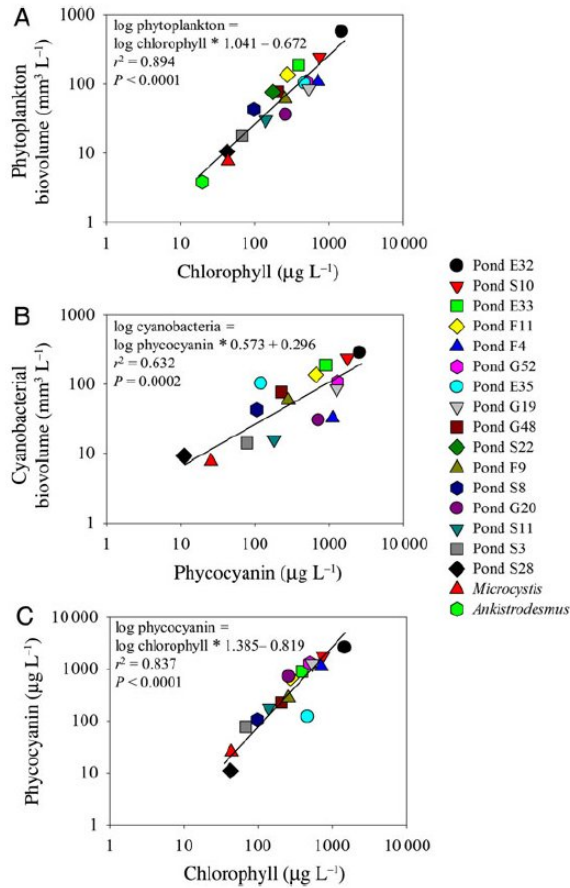 A
log phytoplankton =
log chlorophyll * 1.041 – 0.672
r² = 0.894
P < 0.0001
Phytoplankton
biovolume (mm³ L⁻¹)
1000
100
10
1
1 10 100 1000 10 000
Chlorophyll (µg L⁻¹)
B
log cyanobacteria =
log phycocyanin * 0.573 + 0.296
r² = 0.632
P = 0.0002
Cyanobacterial
biovolume (mm³ L⁻¹)
1000
100
10
1
1 10 100 1000 10 000
Phycocyanin (µg L⁻¹)
C
log phycocyanin =
log chlorophyll * 1.385– 0.819
r² = 0.837
P < 0.0001
Phycocyanin (µg L⁻¹)
10 000
1000
100
10
1
1 10 100 1000 10 000
Chlorophyll (µg L⁻¹)
Pond E32
Pond S10
Pond E33
Pond F11
Pond F4
Pond G52
Pond E35
Pond G19
Pond G48
Pond S22
Pond F9
Pond S8
Pond G20
Pond S11
Pond S3
Pond S28
Microcystis
Ankistrodesmus